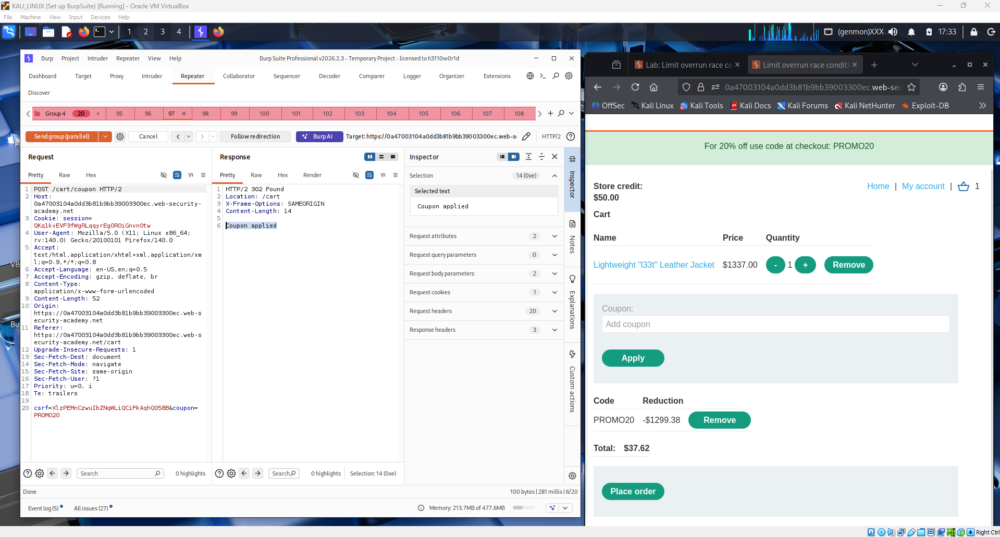 KALI_LINUX (Set up BurpSuite) [Running] - Oracle VM VirtualBox
File Machine View Input Devices Help
1 2 3 4
(genmon)XXX 17:33
Burp Project Intruder Repeater View Help
Burp Suite Professional v2026.2.3 - Temporary Project - licensed to h3110w0r1d
Dashboard Target Proxy Intruder Repeater Collaborator Sequencer Decoder Comparer Logger Organizer Extensions
Discover
Group 4 20 95 96 97 98 99 100 101 102 103 104 105 106 107 108
Send group (parallel) Cancel Follow redirection Burp AI Target: https://0a47003104a0dd3b81b9bb39003300ec.web-s HTTP/2
Request
Pretty Raw Hex
1 POST /cart/coupon HTTP/2
2 Host:
0a47003104a0dd3b81b9bb39003300ec.web-security-
academy.net
3 Cookie: session=
QKq1kvEVF3fWgRLqqyrEgOROiGnvnOtw
4 User-Agent: Mozilla/5.0 (X11; Linux x86_64;
rv:140.0) Gecko/20100101 Firefox/140.0
5 Accept:
text/html,application/xhtml+xml,application/xm
l;q=0.9,*/*;q=0.8
6 Accept-Language: en-US,en;q=0.5
7 Accept-Encoding: gzip, deflate, br
8 Content-Type:
application/x-www-form-urlencoded
9 Content-Length: 52
10 Origin:
https://0a47003104a0dd3b81b9bb39003300ec.web-s
ecurity-academy.net
11 Referer:
https://0a47003104a0dd3b81b9bb39003300ec.web-s
ecurity-academy.net/cart
12 Upgrade-Insecure-Requests: 1
13 Sec-Fetch-Dest: document
14 Sec-Fetch-Mode: navigate
15 Sec-Fetch-Site: same-origin
16 Sec-Fetch-User: ?1
17 Priority: u=0, i
18 Te: trailers
19
20 csrf=XlzPEMnCzwuIbZNqWLiQCiFkAqhQ058B&coupon=
PROMO20
Search 0 highlights
Response
Pretty Raw Hex Render
1 HTTP/2 302 Found
2 Location: /cart
3 X-Frame-Options: SAMEORIGIN
4 Content-Length: 14
5
6 Coupon applied
Search 0 highlights Selection: 14 (0xe)
Inspector
Selection 14 (0xe)
Selected text
Coupon applied
Request attributes 2
Request query parameters 0
Request body parameters 2
Request cookies 1
Request headers 20
Response headers 3
Inspector
Notes
Explanations
Custom actions
Done
100 bytes | 281 millis | 6/20
Event log (5) All issues (27)
Memory: 213.7MB of 477.6MB
Lab: Limit overrun race co Limit overrun race conditi
0a47003104a0dd3b81b9bb39003300ec.web-sec
OffSec Kali Linux Kali Tools Kali Docs Kali Forums Kali NetHunter Exploit-DB
For 20% off use code at checkout: PROMO20
Store credit:
$50.00
Home | My account | 1
Cart
Name Price Quantity
Lightweight "l33t" Leather Jacket $1337.00 - 1 + Remove
Coupon:
Add coupon
Apply
Code Reduction
PROMO20 -$1299.38 Remove
Total: $37.62
Place order
F
VB
Bu
Right Ctrl